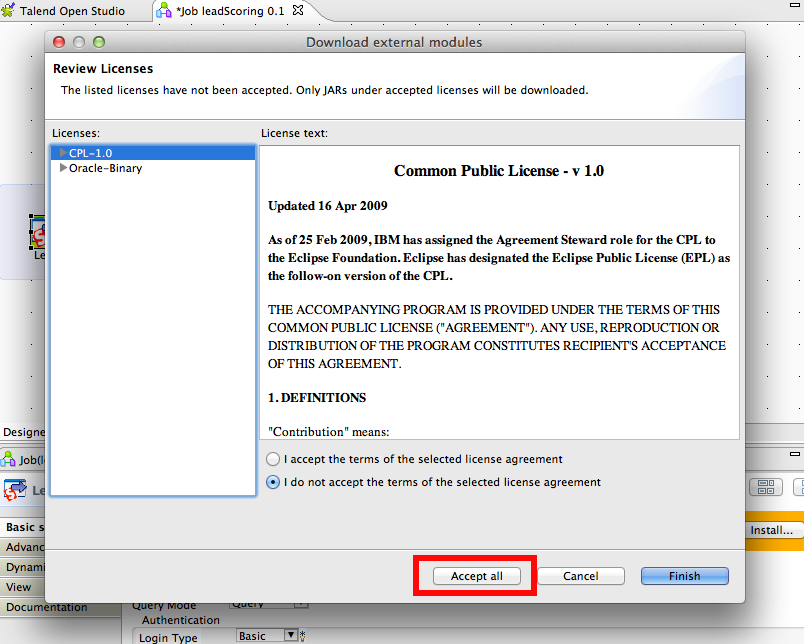 Talend Open Studio
*Job leadScoring 0.1
Download external modules
Review Licenses
The listed licenses have not been accepted. Only JARs under accepted licenses will be downloaded.
Licenses:
License text:
CPL-1.0
Oracle-Binary
Common Public License - v 1.0
Updated 16 Apr 2009
As of 25 Feb 2009, IBM has assigned the Agreement Steward role for the CPL to
the Eclipse Foundation. Eclipse has designated the Eclipse Public License (EPL) as
the follow-on version of the CPL.
THE ACCOMPANYING PROGRAM IS PROVIDED UNDER THE TERMS OF THIS
COMMON PUBLIC LICENSE ("AGREEMENT"). ANY USE, REPRODUCTION OR
DISTRIBUTION OF THE PROGRAM CONSTITUTES RECIPIENT'S ACCEPTANCE
OF THIS AGREEMENT.
1. DEFINITIONS
"Contribution" means:
I accept the terms of the selected license agreement
I do not accept the terms of the selected license agreement
Accept all
Cancel
Finish
Le
Designe
Job(l
Le
Basic s
Advanc
Dynami
View
Documentation
Install...
Query Mode
Query
Authentication
Login Type
Basic
*